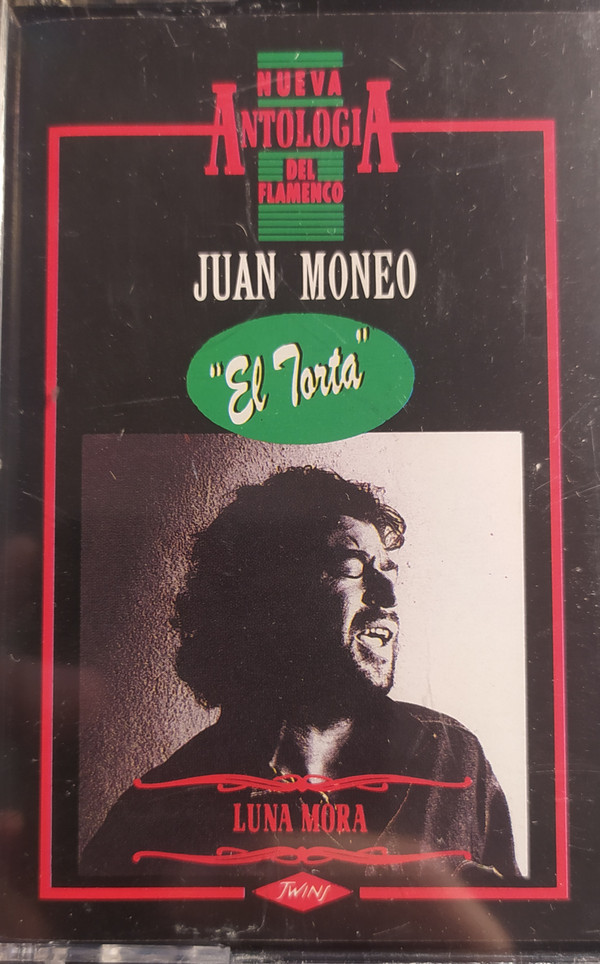 NUEVA
ANTOLOGIA
DEL
FLAMENCO
JUAN MONEO
"El Torta"
LUNA MORA
TWINS